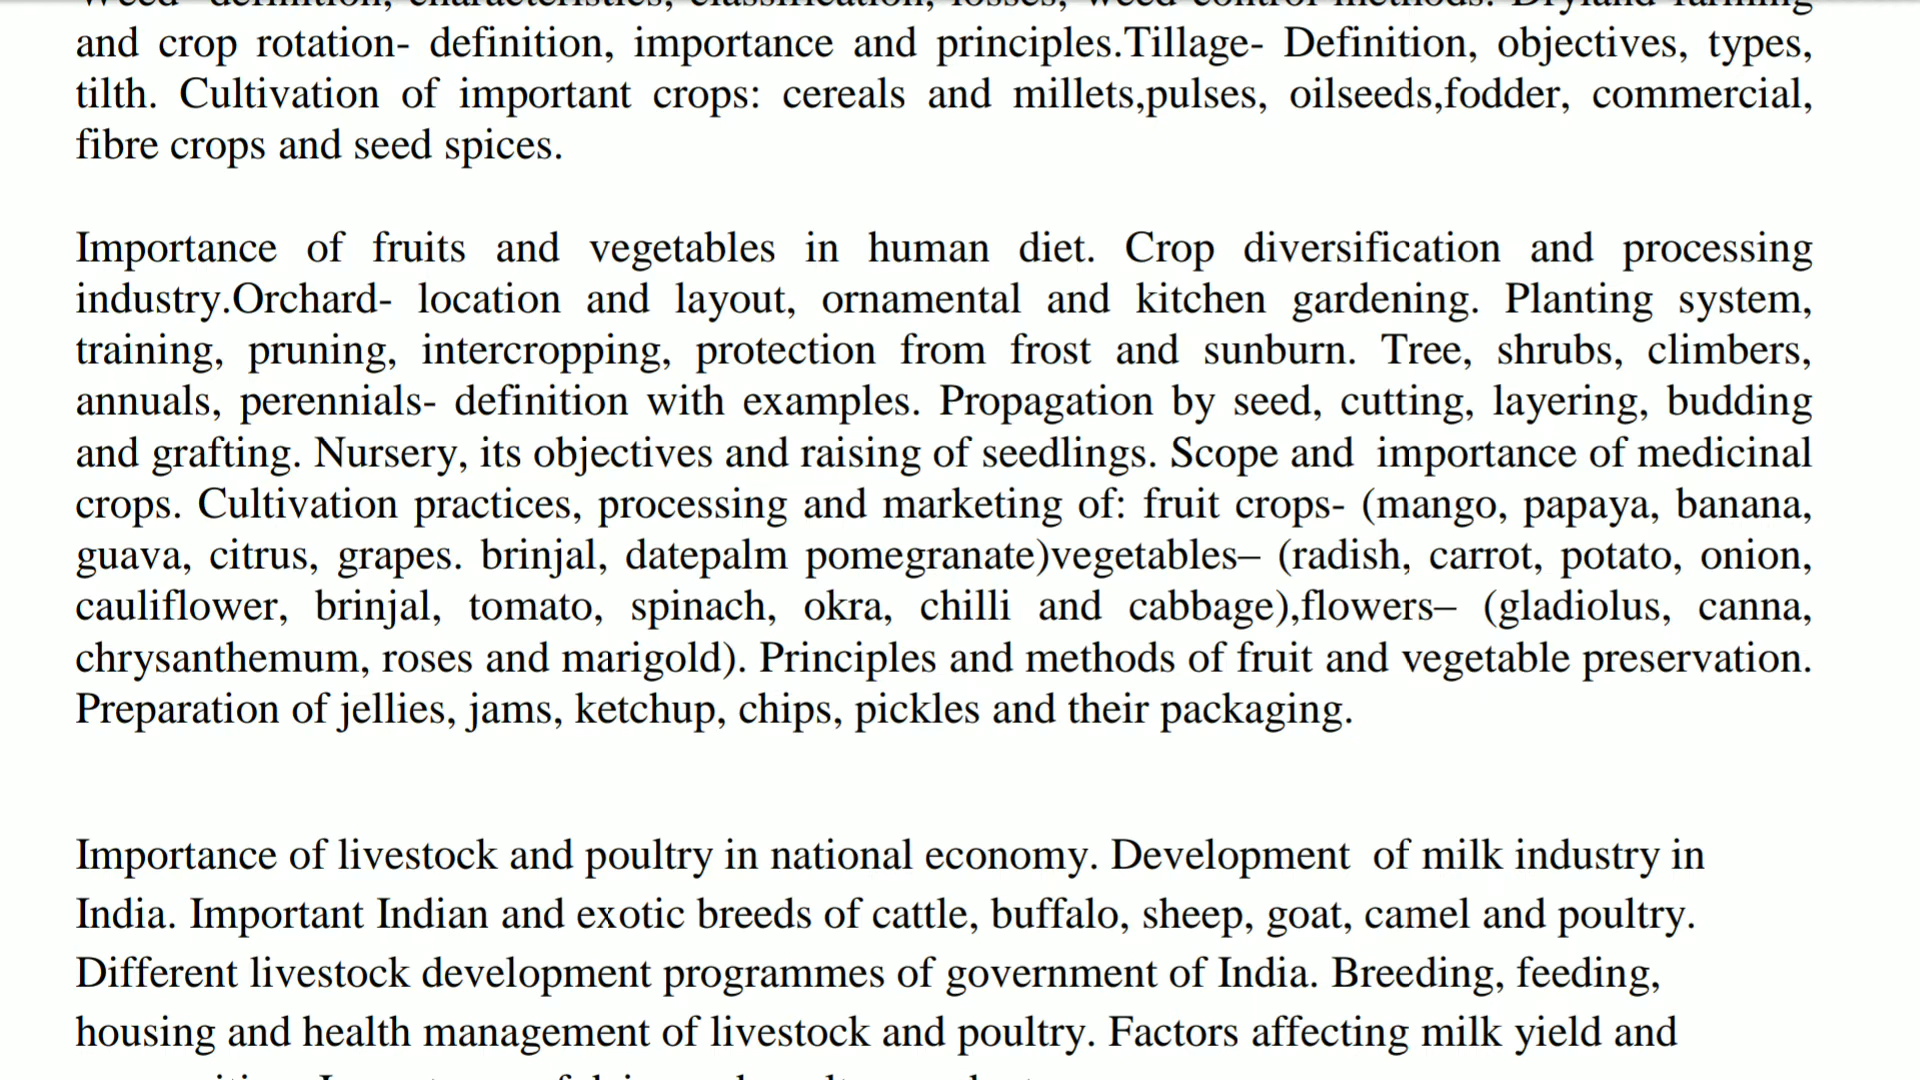 Weed- definition, characteristics, classification, losses, weed control methods. Dryland farming
and crop rotation- definition, importance and principles.Tillage- Definition, objectives, types,
tilth. Cultivation of important crops: cereals and millets,pulses, oilseeds,fodder, commercial,
fibre crops and seed spices.
Importance of fruits and vegetables in human diet. Crop diversification and processing
industry.Orchard- location and layout, ornamental and kitchen gardening. Planting system,
training, pruning, intercropping, protection from frost and sunburn. Tree, shrubs, climbers,
annuals, perennials- definition with examples. Propagation by seed, cutting, layering, budding
and grafting. Nursery, its objectives and raising of seedlings. Scope and importance of medicinal
crops. Cultivation practices, processing and marketing of: fruit crops- (mango, papaya, banana,
guava, citrus, grapes. brinjal, datepalm pomegranate)vegetables– (radish, carrot, potato, onion,
cauliflower, brinjal, tomato, spinach, okra, chilli and cabbage),flowers– (gladiolus, canna,
chrysanthemum, roses and marigold). Principles and methods of fruit and vegetable preservation.
Preparation of jellies, jams, ketchup, chips, pickles and their packaging.
Importance of livestock and poultry in national economy. Development of milk industry in
India. Important Indian and exotic breeds of cattle, buffalo, sheep, goat, camel and poultry.
Different livestock development programmes of government of India. Breeding, feeding,
housing and health management of livestock and poultry. Factors affecting milk yield and